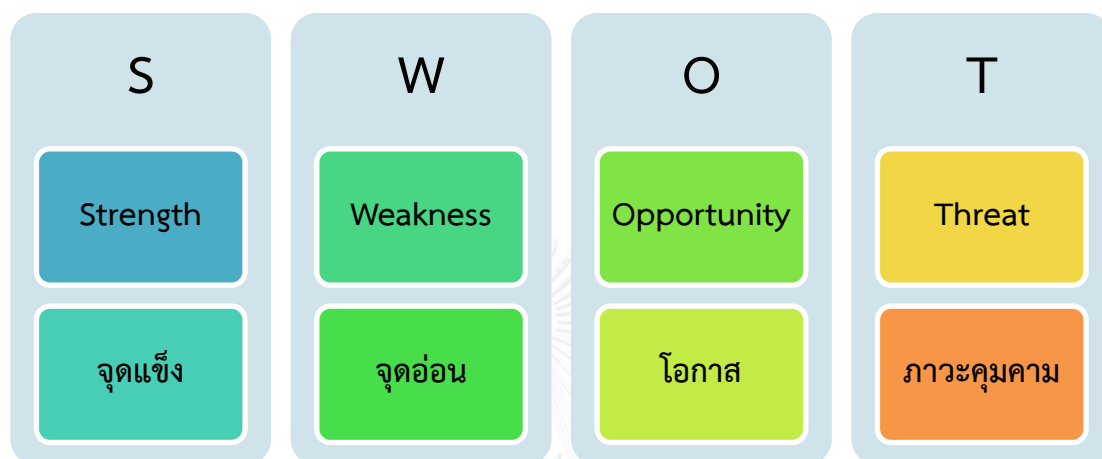 S
Strength
จุดแข็ง
W
Weakness
จุดอ่อน
O
Opportunity
โอกาส
T
Threat
ภาวะคุมคาม